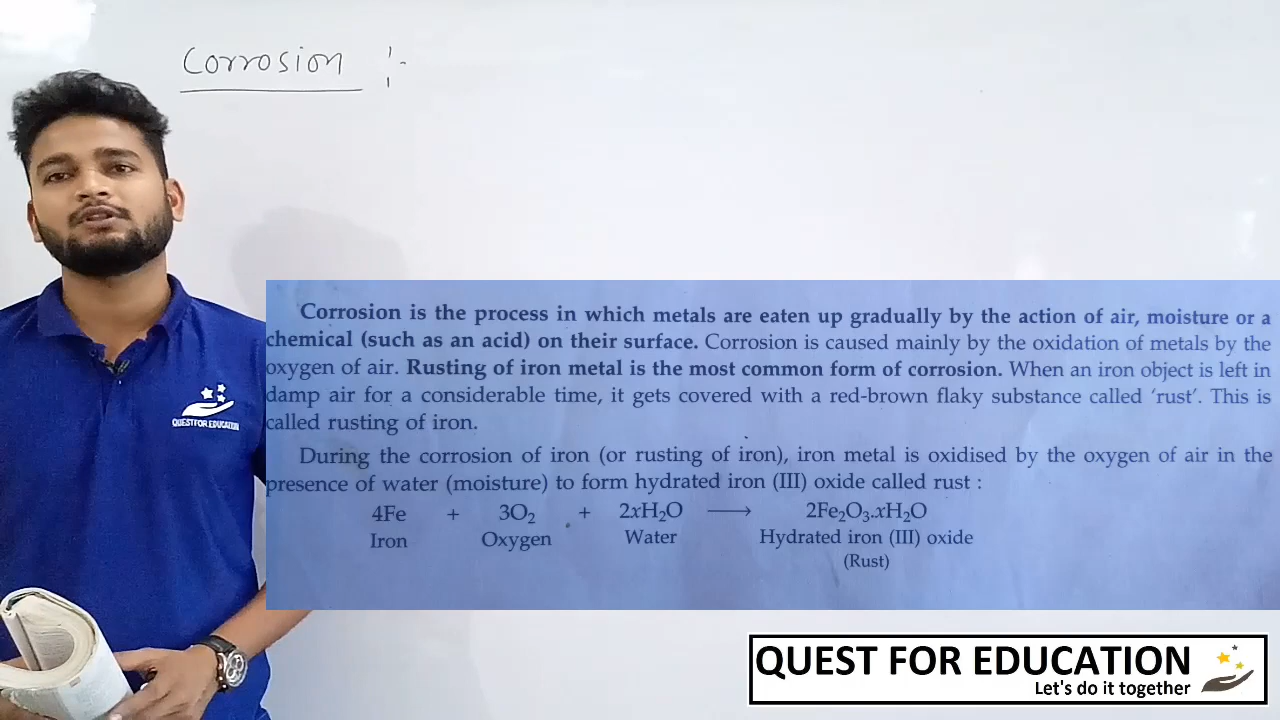 Corrosion :-
Corrosion is the process in which metals are eaten up gradually by the action of air, moisture or a
chemical (such as an acid) on their surface. Corrosion is caused mainly by the oxidation of metals by the
oxygen of air. Rusting of iron metal is the most common form of corrosion. When an iron object is left in
damp air for a considerable time, it gets covered with a red-brown flaky substance called ‘rust’. This is
called rusting of iron.
During the corrosion of iron (or rusting of iron), iron metal is oxidised by the oxygen of air in the
presence of water (moisture) to form hydrated iron (III) oxide called rust :
4Fe + 3O₂ + 2xH₂O ⟶ 2Fe₂O₃.xH₂O
Iron Oxygen Water Hydrated iron (III) oxide
(Rust)
QUEST FOR EDUCATION
QUEST FOR EDUCATION
Let's do it together